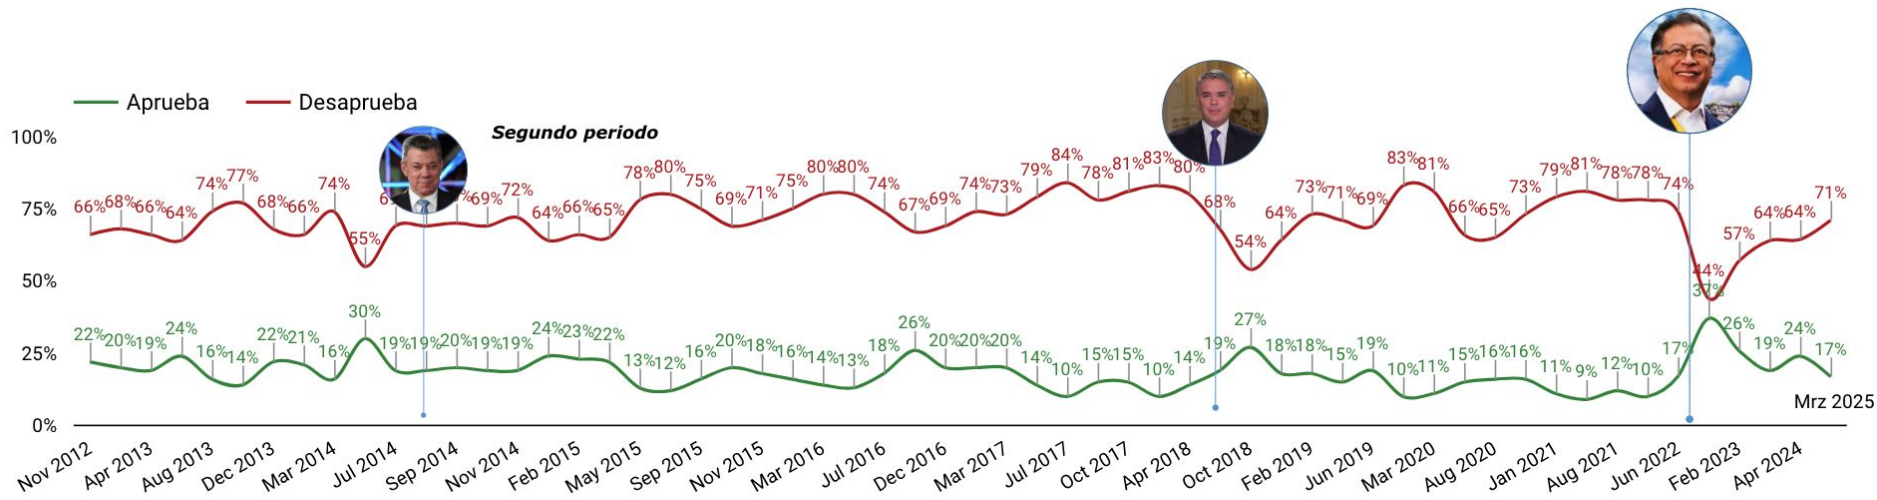 Aprueba
Desaprueba
Segundo periodo
100%
75%
50%
25%
0%
66% 68% 66% 64% 74% 77% 68% 66% 74% 55% 69% 72% 64% 66% 65% 78% 80% 75% 69% 71% 75% 80% 80% 74% 67% 69% 74% 73% 79% 84% 78% 81% 83% 80% 68% 54% 64% 73% 71% 69% 83% 81% 66% 65% 73% 79% 81% 78% 78% 74% 44% 57% 64% 64% 71%
22% 20% 19% 24% 16% 14% 22% 21% 16% 30% 19% 19% 20% 19% 19% 24% 23% 22% 13% 12% 16% 20% 18% 16% 14% 13% 18% 26% 20% 20% 20% 14% 10% 15% 15% 10% 14% 19% 27% 18% 18% 15% 19% 10% 11% 15% 16% 16% 11% 9% 12% 10% 17% 37% 26% 19% 24% 17%
Mrz 2025
Nov 2012 Apr 2013 Aug 2013 Dec 2013 Mar 2014 Jul 2014 Sep 2014 Nov 2014 Feb 2015 May 2015 Sep 2015 Nov 2015 Mar 2016 Jul 2016 Dec 2016 Mar 2017 Jul 2017 Oct 2017 Apr 2018 Oct 2018 Feb 2019 Jun 2019 Mar 2020 Aug 2020 Jan 2021 Aug 2021 Jun 2022 Feb 2023 Apr 2024